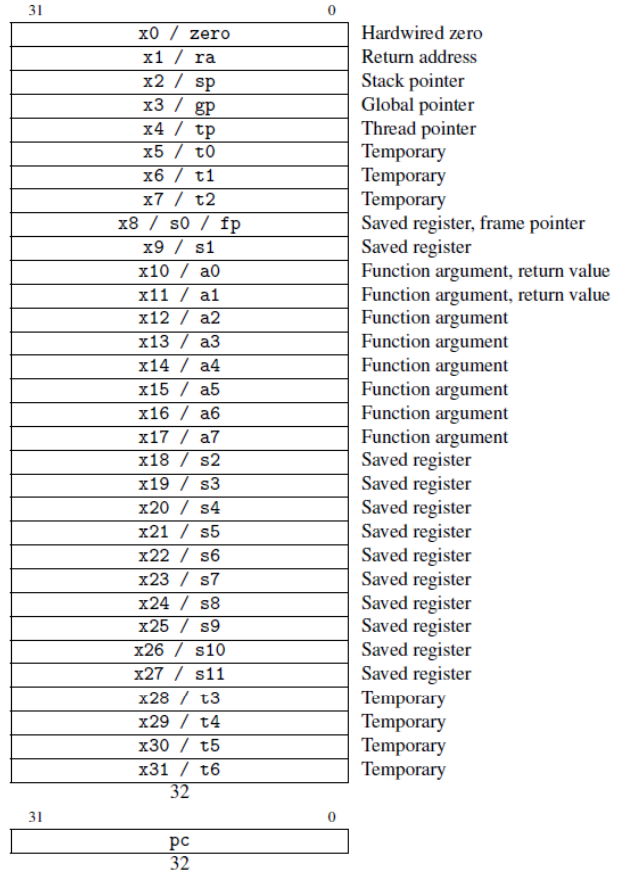 31 0
x0 / zero Hardwired zero
x1 / ra Return address
x2 / sp Stack pointer
x3 / gp Global pointer
x4 / tp Thread pointer
x5 / t0 Temporary
x6 / t1 Temporary
x7 / t2 Temporary
x8 / s0 / fp Saved register, frame pointer
x9 / s1 Saved register
x10 / a0 Function argument, return value
x11 / a1 Function argument, return value
x12 / a2 Function argument
x13 / a3 Function argument
x14 / a4 Function argument
x15 / a5 Function argument
x16 / a6 Function argument
x17 / a7 Function argument
x18 / s2 Saved register
x19 / s3 Saved register
x20 / s4 Saved register
x21 / s5 Saved register
x22 / s6 Saved register
x23 / s7 Saved register
x24 / s8 Saved register
x25 / s9 Saved register
x26 / s10 Saved register
x27 / s11 Saved register
x28 / t3 Temporary
x29 / t4 Temporary
x30 / t5 Temporary
x31 / t6 Temporary
32
31 0
pc
32